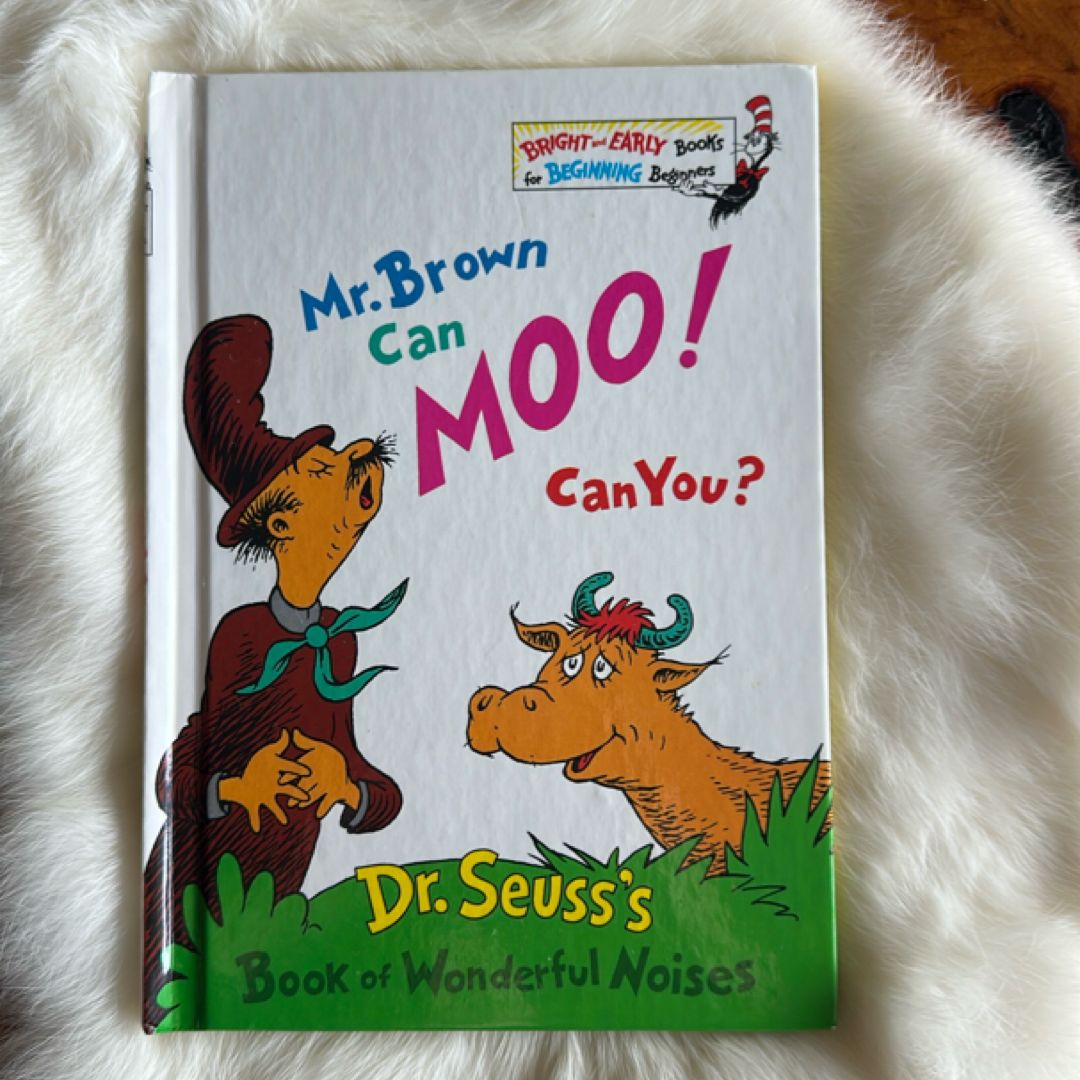 BRIGHT and EARLY BOOKS
for BEGINNING Beginners
Mr. Brown
Can
MOO!
Can You?
Dr. Seuss's
Book of Wonderful Noises